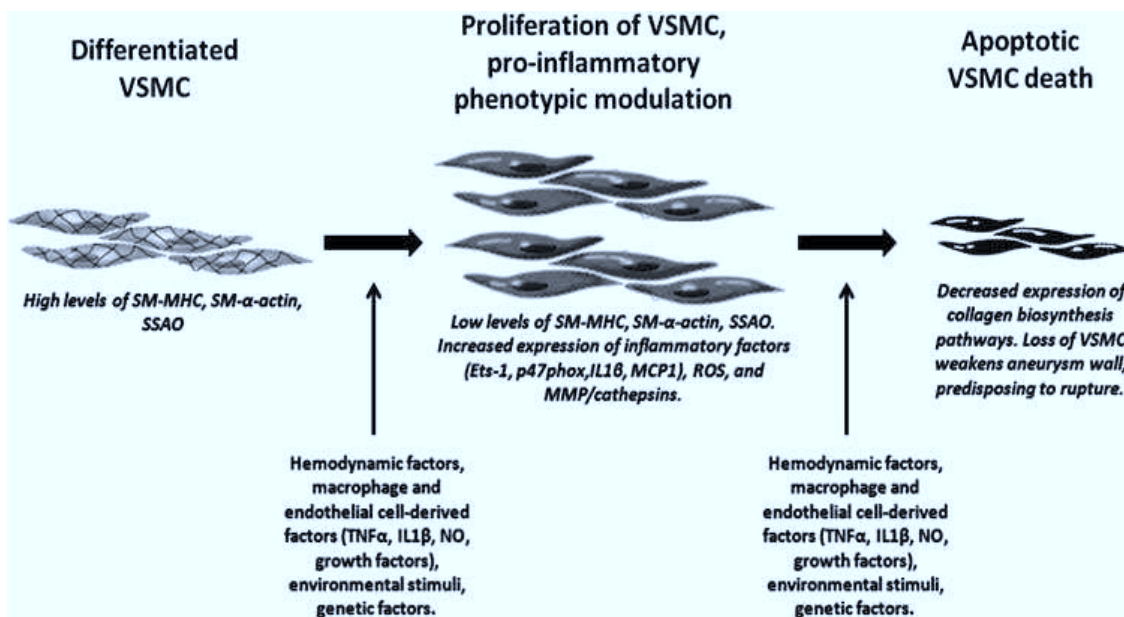 Differentiated
VSMC
High levels of SM-MHC, SM-α-actin,
SSAO
Proliferation of VSMC,
pro-inflammatory
phenotypic modulation
Low levels of SM-MHC, SM-α-actin, SSAO.
Increased expression of inflammatory factors
(Ets-1, p47phox,IL1β, MCP1), ROS, and
MMP/cathepsins.
Apoptotic
VSMC death
Decreased expression of
collagen biosynthesis
pathways. Loss of VSMC
weakens aneurysm wall,
predisposing to rupture.
Hemodynamic factors,
macrophage and
endothelial cell-derived
factors (TNFα, IL1β, NO,
growth factors),
environmental stimuli,
genetic factors.
Hemodynamic factors,
macrophage and
endothelial cell-derived
factors (TNFα, IL1β, NO,
growth factors),
environmental stimuli,
genetic factors.